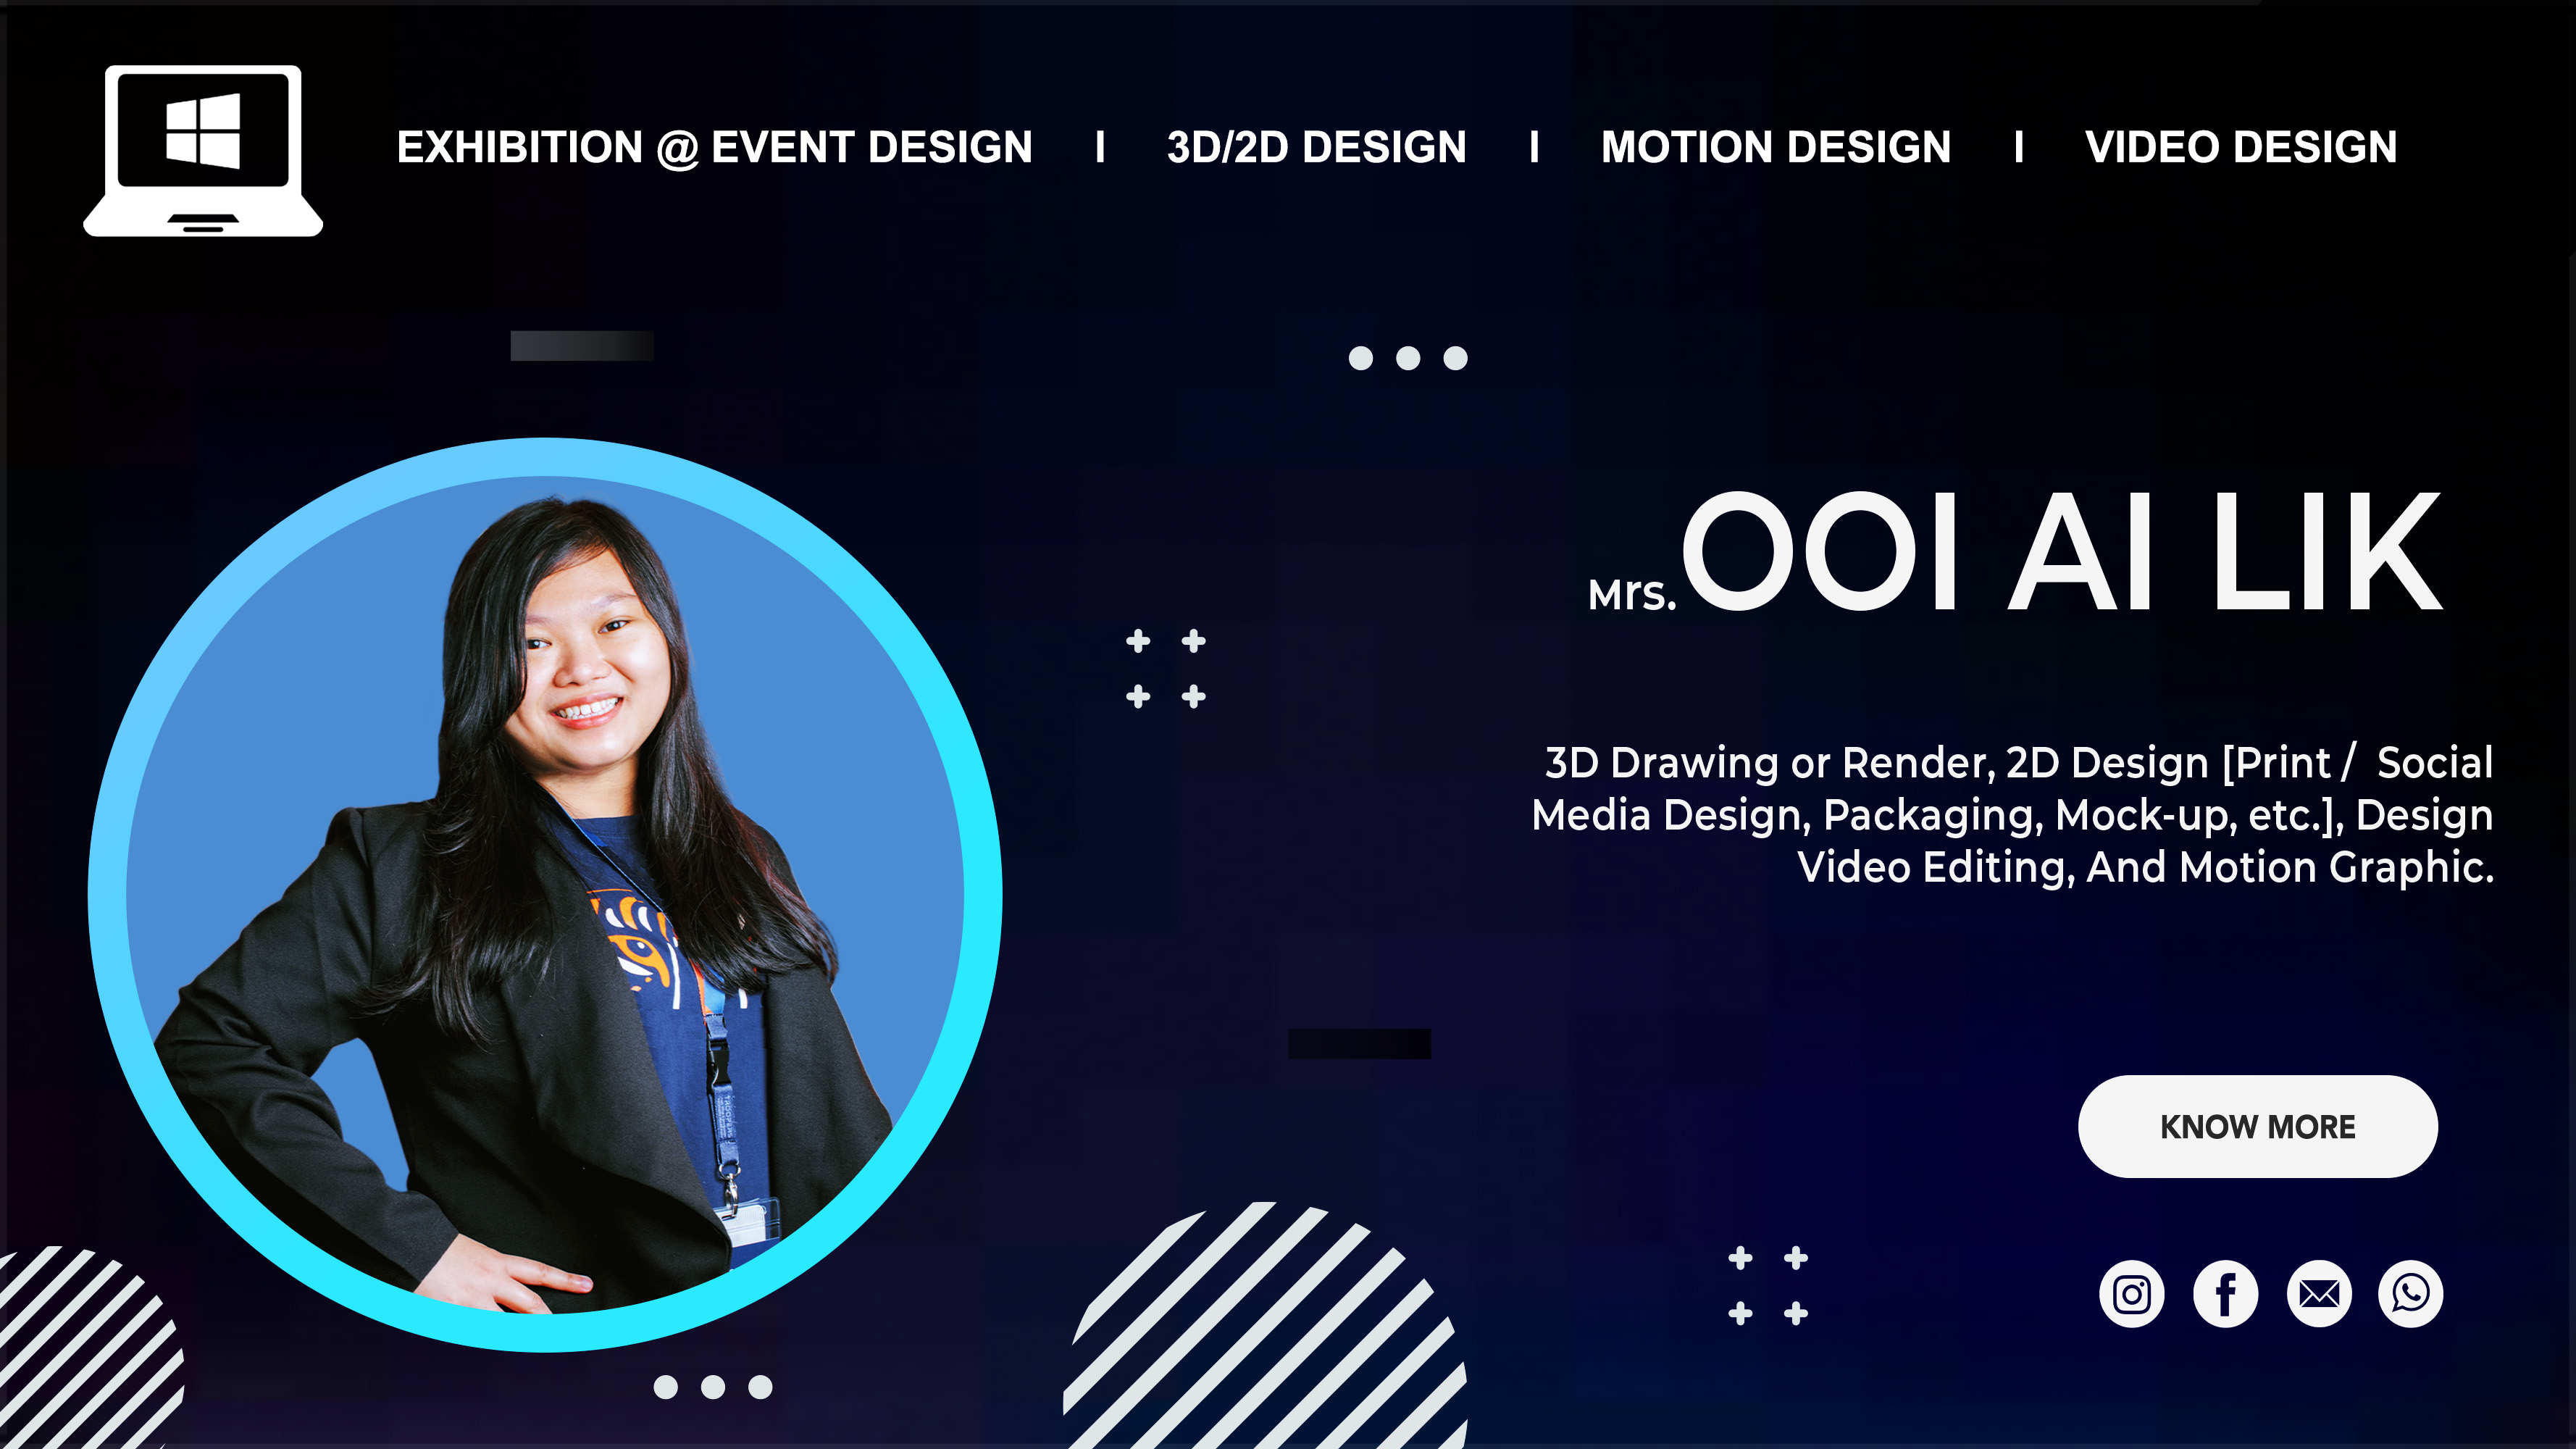 EXHIBITION @ EVENT DESIGN I 3D/2D DESIGN I MOTION DESIGN I VIDEO DESIGN
Mrs. OOI AI LIK
3D Drawing or Render, 2D Design [Print / Social
Media Design, Packaging, Mock-up, etc.], Design
Video Editing, And Motion Graphic.
KNOW MORE